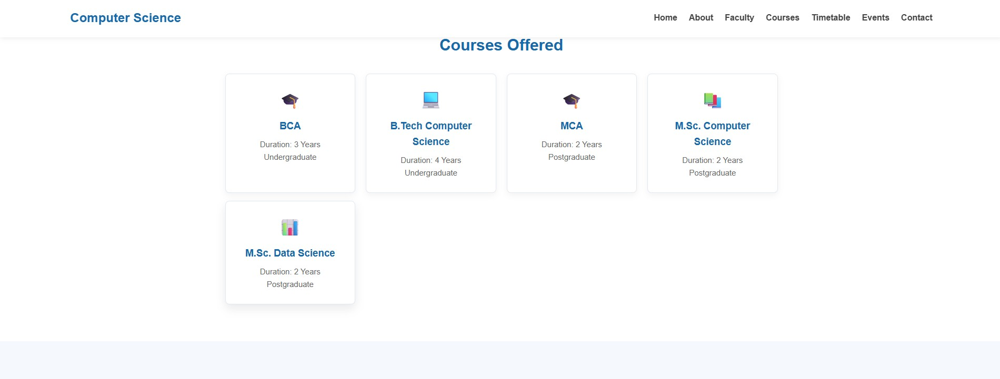 Computer Science
Home About Faculty Courses Timetable Events Contact
Courses Offered
BCA
Duration: 3 Years
Undergraduate
B.Tech Computer
Science
Duration: 4 Years
Undergraduate
MCA
Duration: 2 Years
Postgraduate
M.Sc. Computer
Science
Duration: 2 Years
Postgraduate
M.Sc. Data Science
Duration: 2 Years
Postgraduate